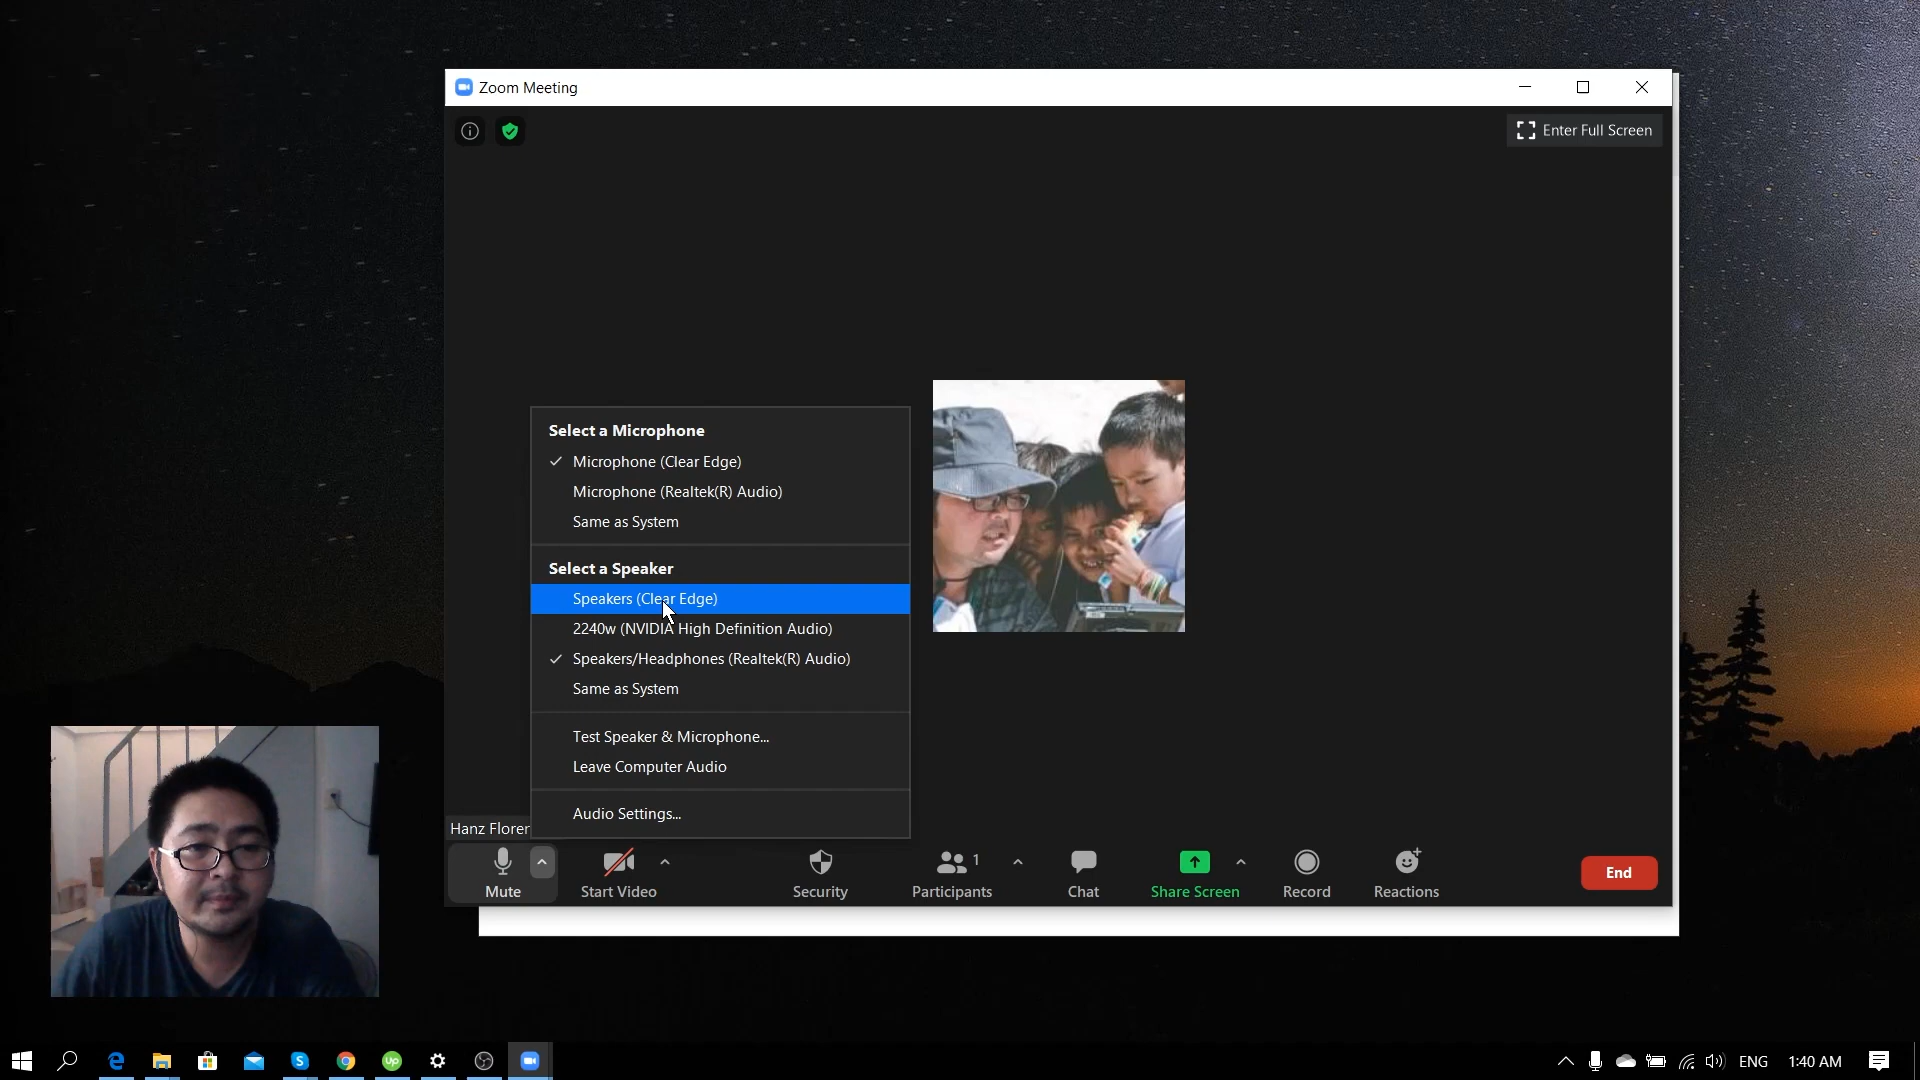 Zoom Meeting
Enter Full Screen
Select a Microphone
Microphone (Clear Edge)
Microphone (Realtek(R) Audio)
Same as System
Select a Speaker
Speakers (Clear Edge)
2240w (NVIDIA High Definition Audio)
Speakers/Headphones (Realtek(R) Audio)
Same as System
Test Speaker & Microphone...
Leave Computer Audio
Audio Settings...
Hanz Floren
1
Mute
Start Video
Security
Participants
Chat
Share Screen
Record
Reactions
End
S
up
ENG
1:40 AM